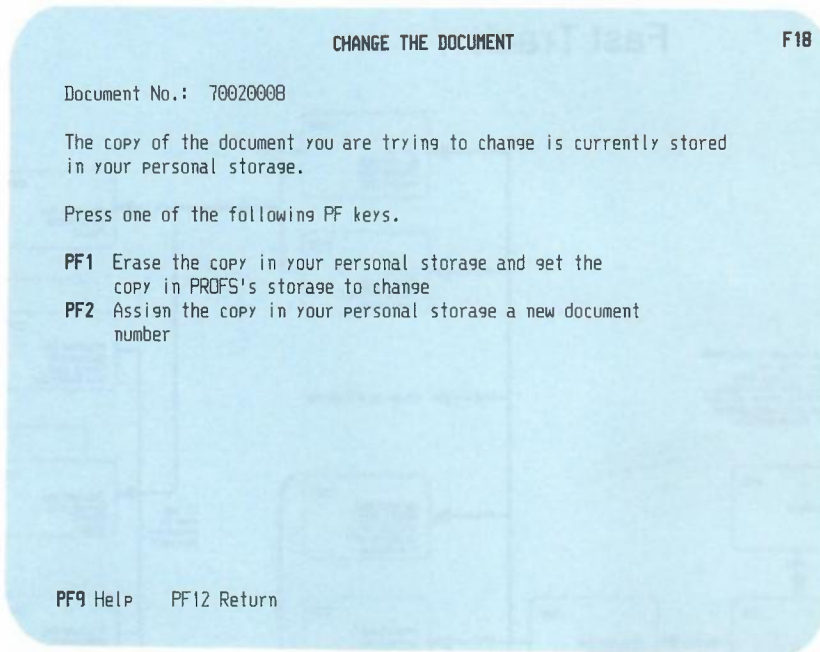 CHANGE THE DOCUMENT F18
Document No.: 70020008
The copy of the document you are trying to change is currently stored
in your personal storage.
Press one of the following PF keys.
PF1 Erase the copy in your personal storage and get the
copy in PROFS's storage to change
PF2 Assign the copy in your personal storage a new document
number
PF9 Help PF12 Return